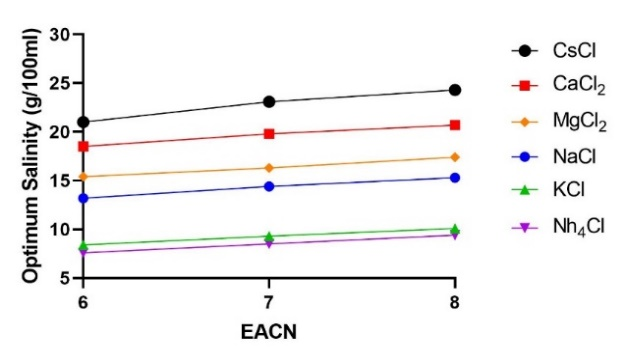 Optimum Salinity (g/100ml)
30
25
20
15
10
5
6 7 8
EACN
CsCl
CaCl₂
MgCl₂
NaCl
KCl
Nh₄Cl